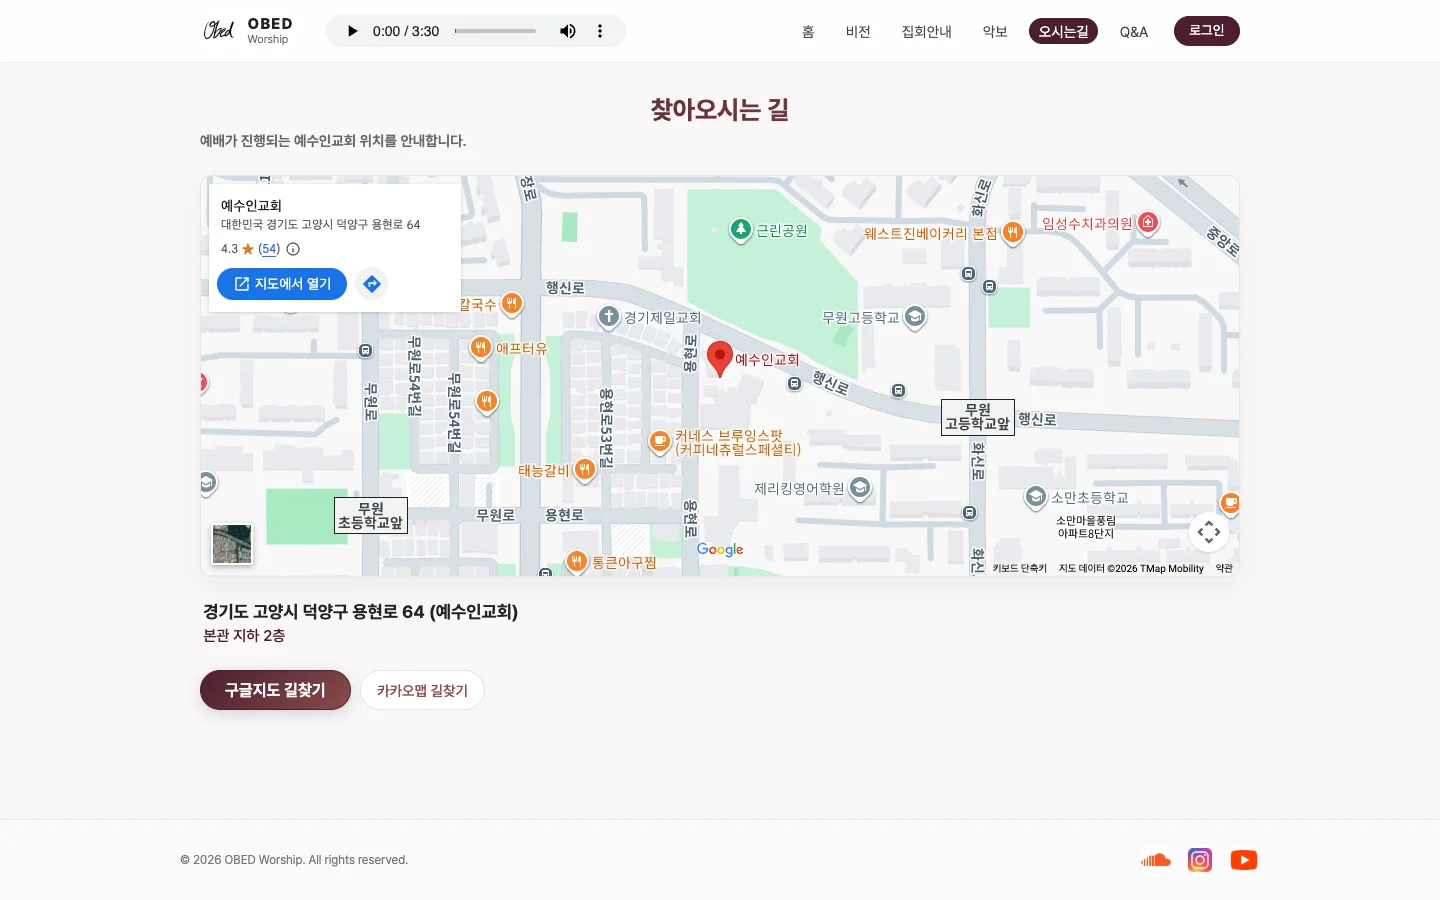 Obed
OBED
Worship
0:00 / 3:30
홈
비전
집회안내
악보
오시는길
Q&A
로그인
찾아오시는 길
예배가 진행되는 예수인교회 위치를 안내합니다.
예수인교회
대한민국 경기도 고양시 덕양구 용현로 64
4.3 ★ (54)
지도에서 열기
화신로
중앙로
근린공원
웨스트진베이커리 본점
임성수치과의원
행신로
칼국수
경기제일교회
무원고등학교
용현로
애프터유
예수인교회
무원로
무원로54번길
무원로54번길
용현로53번길
행신로
무원
고등학교앞
행신로
커네스 브루잉스팟
(커피네츄럴스페셜티)
태능갈비
화신로
제리킹영어학원
소만초등학교
무원
초등학교앞
무원로
용현로
용현로
소만마을풍림
아파트8단지
Google
통큰아구찜
화신
키보드 단축키
지도 데이터 ©2026 TMap Mobility
약관
경기도 고양시 덕양구 용현로 64 (예수인교회)
본관 지하 2층
구글지도 길찾기
카카오맵 길찾기
© 2026 OBED Worship. All rights reserved.